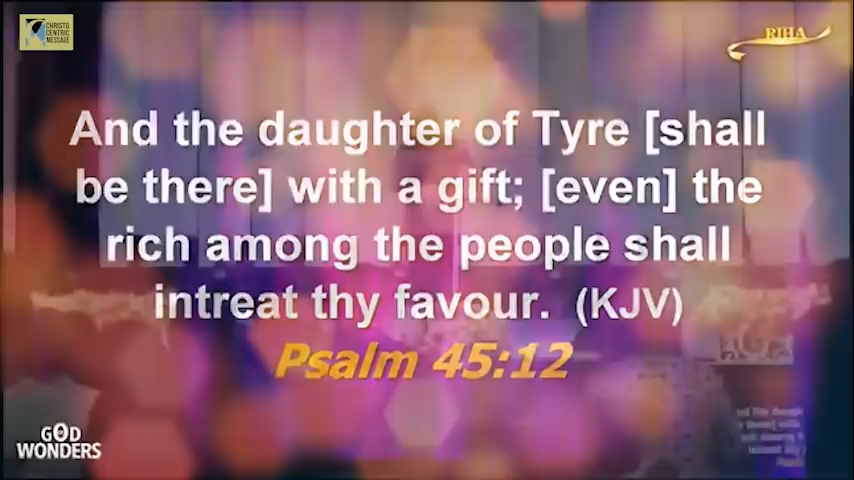 CHRISTO
CENTRIC
MESSAGE
RIHA
And the daughter of Tyre [shall
be there] with a gift; [even] the
rich among the people shall
intreat thy favour. (KJV)
Psalm 45:12
GOD
WONDERS